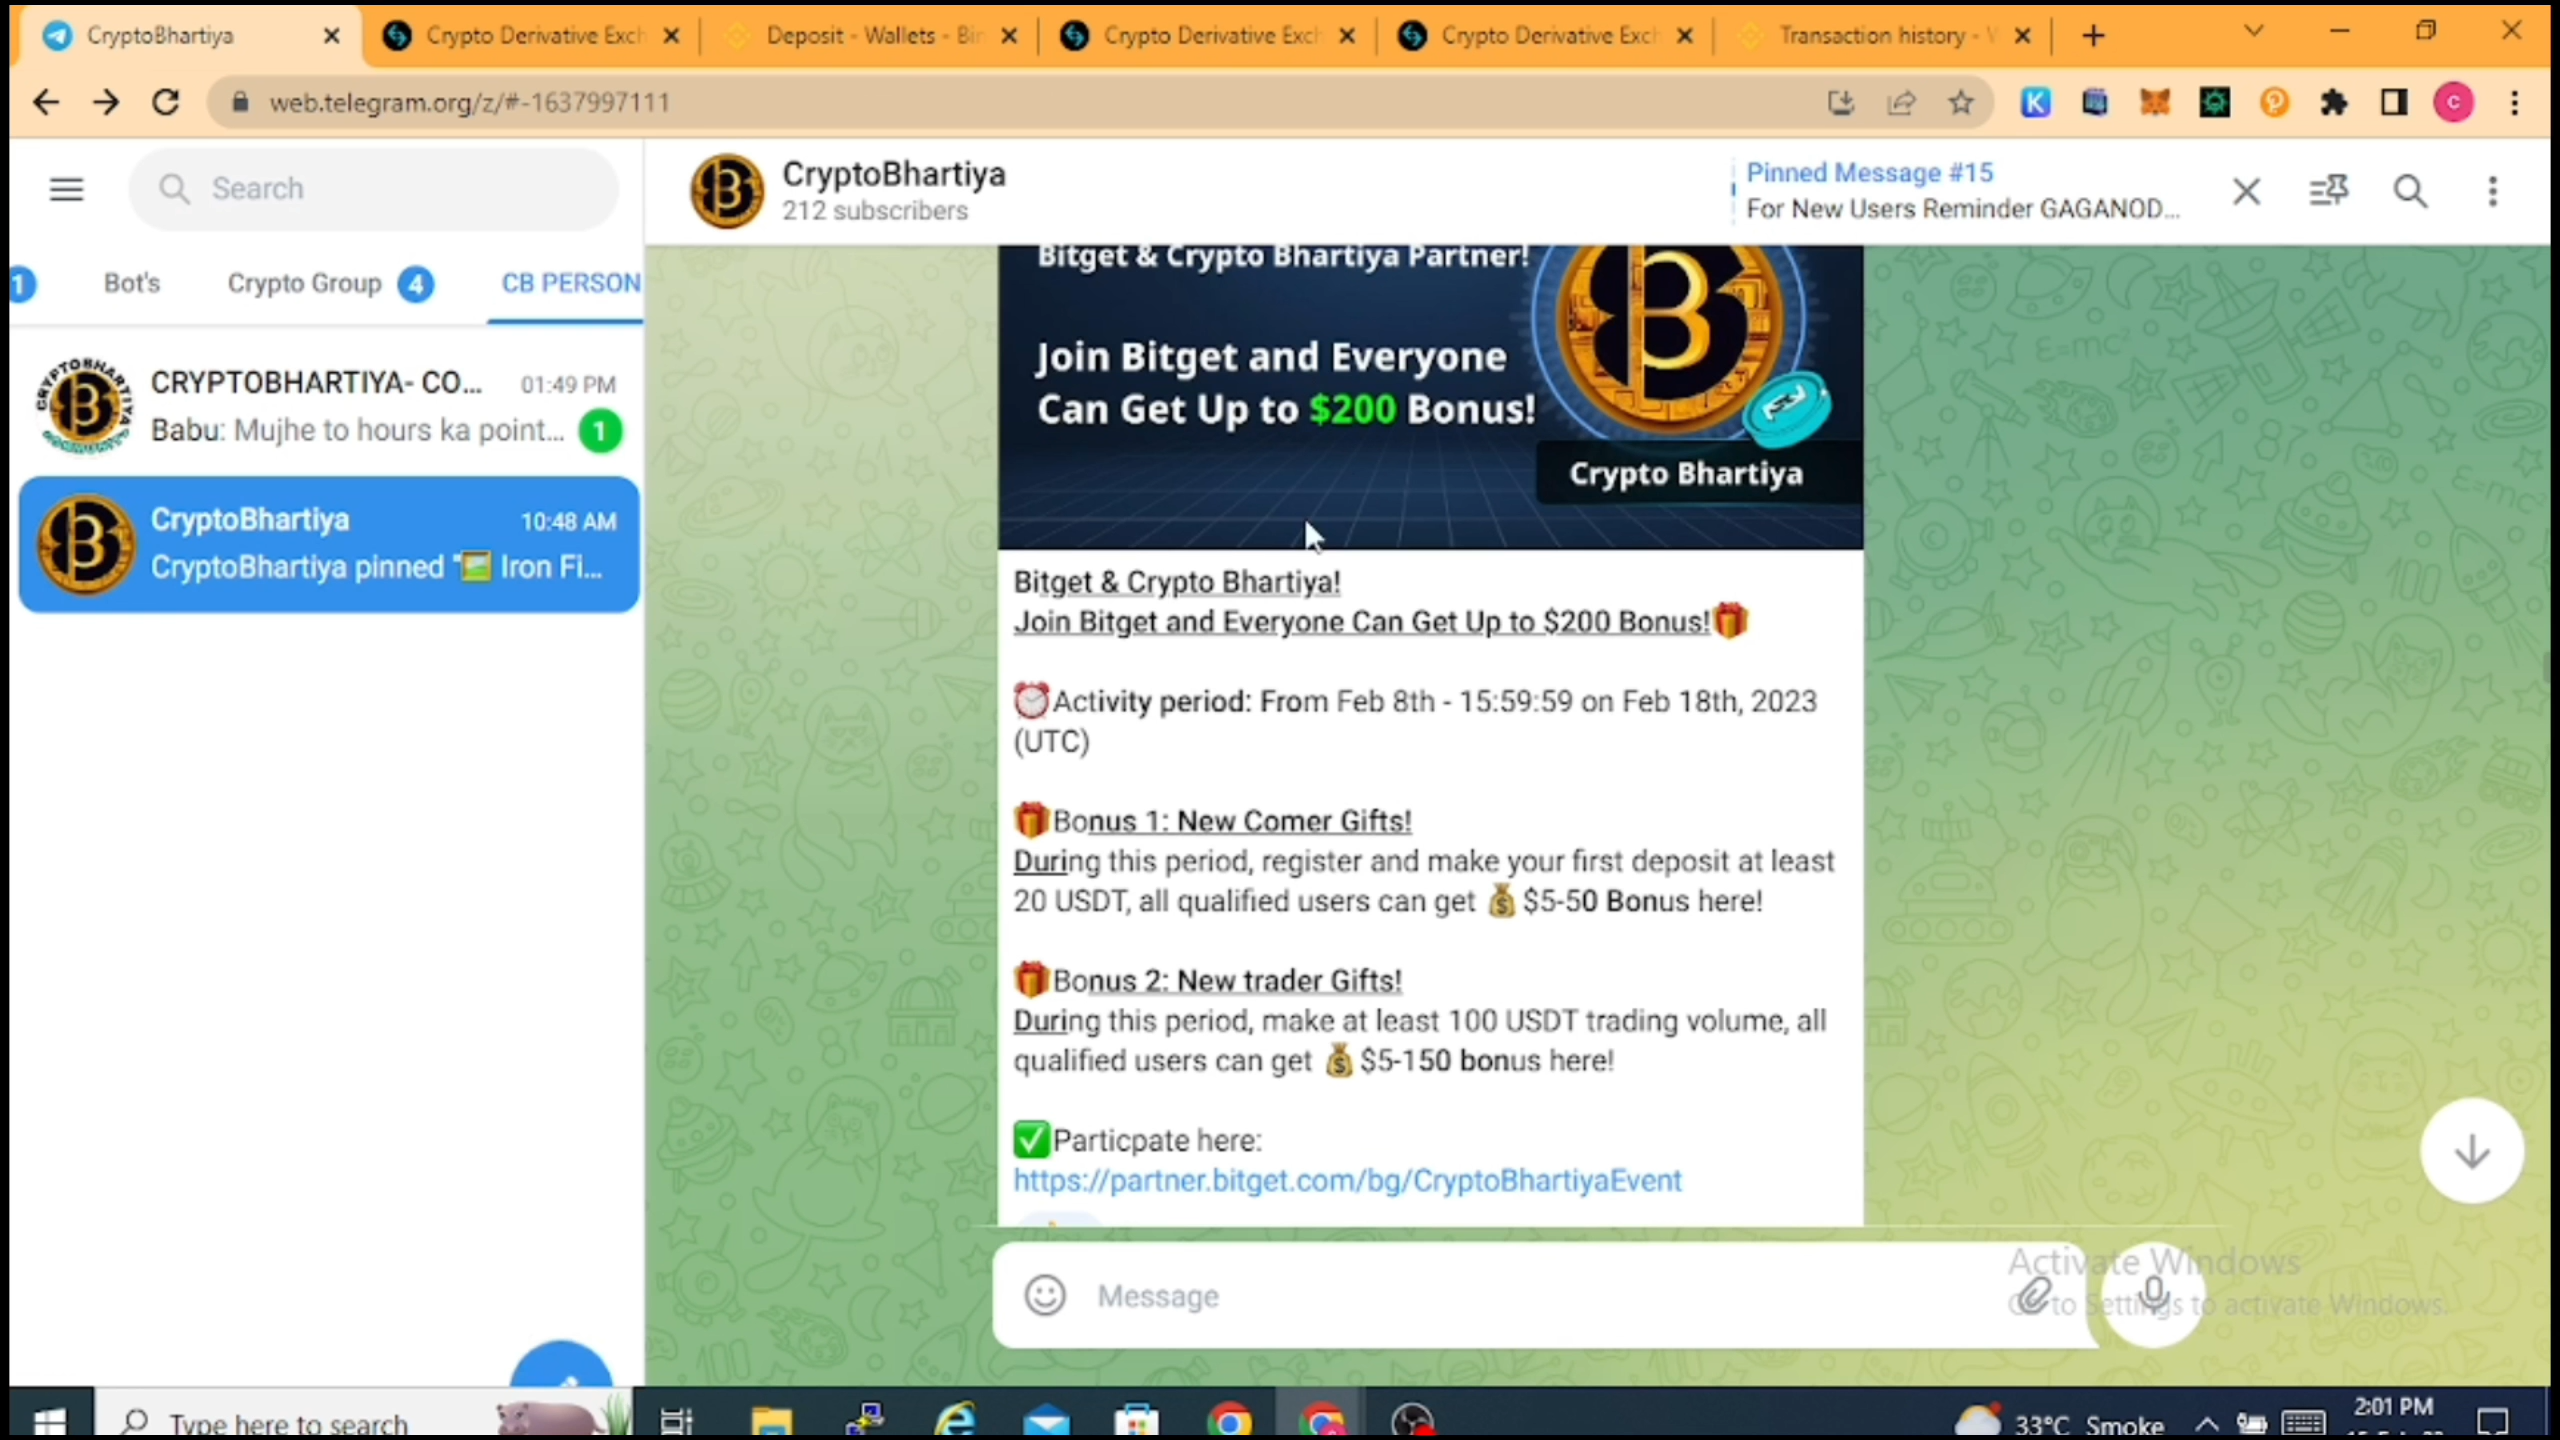 CryptoBhartiya
Crypto Derivative Exch
Deposit - Wallets - Bin
Crypto Derivative Exch
Crypto Derivative Exch
Transaction history -
web.telegram.org/z/#-1637997111
C
Search
CryptoBhartiya
212 subscribers
Pinned Message #15
For New Users Reminder GAGANOD...
1
Bot's
Crypto Group 4
CB PERSON
CRYPTOBHARTIYA
CRYPTOBHARTIYA- CO... 01:49 PM
Babu: Mujhe to hours ka point... 1
CryptoBhartiya 10:48 AM
CryptoBhartiya pinned "🖼 Iron Fi...
Bitget & Crypto Bhartiya Partner!
Join Bitget and Everyone
Can Get Up to $200 Bonus!
Crypto Bhartiya
Bitget & Crypto Bhartiya!
Join Bitget and Everyone Can Get Up to $200 Bonus!🎁
⏰Activity period: From Feb 8th - 15:59:59 on Feb 18th, 2023
(UTC)
🎁Bonus 1: New Comer Gifts!
During this period, register and make your first deposit at least
20 USDT, all qualified users can get 💰 $5-50 Bonus here!
🎁Bonus 2: New trader Gifts!
During this period, make at least 100 USDT trading volume, all
qualified users can get 💰 $5-150 bonus here!
✅Particpate here:
https://partner.bitget.com/bg/CryptoBhartiyaEvent
Message
Activate Windows
Go to Settings to activate Windows.
Type here to search
33°C Smoke
2:01 PM